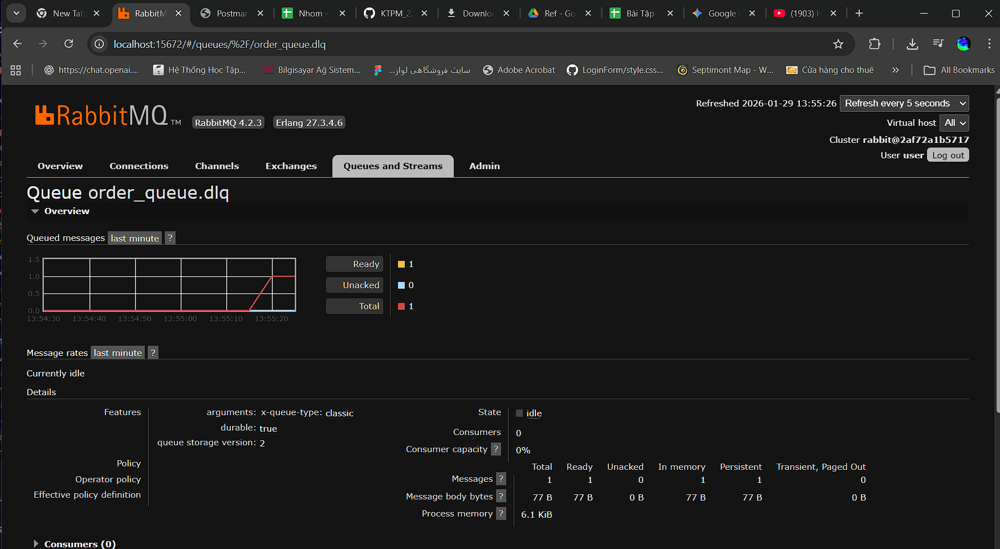 New Tab
RabbitM
Postman
Nhom -
KTPM_2
Downloa
Ref - Go
Bài Tập-
Google
(1903) H
localhost:15672/#/queues/%2F/order_queue.dlq
https://chat.openai....
Hệ Thống Học Tập...
Bilgisayar Ağ Sistem...
سایت فروشگاهی لواز...
Adobe Acrobat
LoginForm/style.css...
Septimont Map - W...
Cửa hàng cho thuê
»
All Bookmarks
RabbitMQ TM
RabbitMQ 4.2.3
Erlang 27.3.4.6
Refreshed 2026-01-29 13:55:26
Refresh every 5 seconds
Virtual host All
Cluster rabbit@2af72a1b5717
User user Log out
Overview
Connections
Channels
Exchanges
Queues and Streams
Admin
Queue order_queue.dlq
Overview
Queued messages last minute ?
1.5
1.0
0.5
0.0
13:54:30 13:54:40 13:54:50 13:55:00 13:55:10 13:55:20
Ready 1
Unacked 0
Total 1
Message rates last minute ?
Currently idle
Details
Features
arguments: x-queue-type: classic
durable: true
queue storage version: 2
Policy
Operator policy
Effective policy definition
State idle
Consumers 0
Consumer capacity ? 0%
Total Ready Unacked In memory Persistent Transient, Paged Out
Messages ? 1 1 0 1 1 0
Message body bytes ? 77 B 77 B 0 B 77 B 77 B 0 B
Process memory ? 6.1 KiB
Consumers (0)